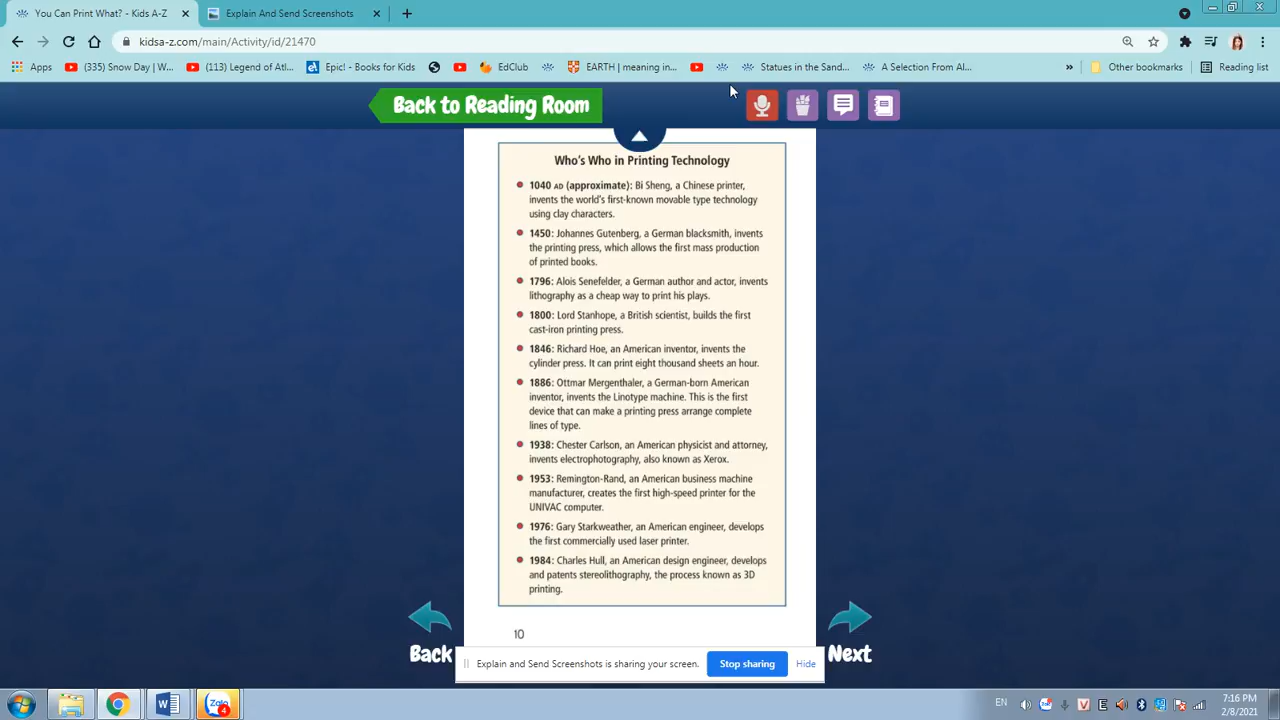 You Can Print What? - Kids A-Z
Explain And Send Screenshots
kidsa-z.com/main/Activity/id/21470
Apps
(335) Snow Day | W...
(113) Legend of Atl...
Epic! - Books for Kids
EdClub
EARTH | meaning in...
Statues in the Sand...
A Selection From Al...
»
Other bookmarks
Reading list
Back to Reading Room
Who's Who in Printing Technology
1040 AD (approximate): Bi Sheng, a Chinese printer,
invents the world's first-known movable type technology
using clay characters.
1450: Johannes Gutenberg, a German blacksmith, invents
the printing press, which allows the first mass production
of printed books.
1796: Alois Senefelder, a German author and actor, invents
lithography as a cheap way to print his plays.
1800: Lord Stanhope, a British scientist, builds the first
cast-iron printing press.
1846: Richard Hoe, an American inventor, invents the
cylinder press. It can print eight thousand sheets an hour.
1886: Ottmar Mergenthaler, a German-born American
inventor, invents the Linotype machine. This is the first
device that can make a printing press arrange complete
lines of type.
1938: Chester Carlson, an American physicist and attorney,
invents electrophotography, also known as Xerox.
1953: Remington-Rand, an American business machine
manufacturer, creates the first high-speed printer for the
UNIVAC computer.
1976: Gary Starkweather, an American engineer, develops
the first commercially used laser printer.
1984: Charles Hull, an American design engineer, develops
and patents stereolithography, the process known as 3D
printing.
10
Back
Next
Explain and Send Screenshots is sharing your screen.
Stop sharing
Hide
Zalo
4
EN
7:16 PM
2/8/2021